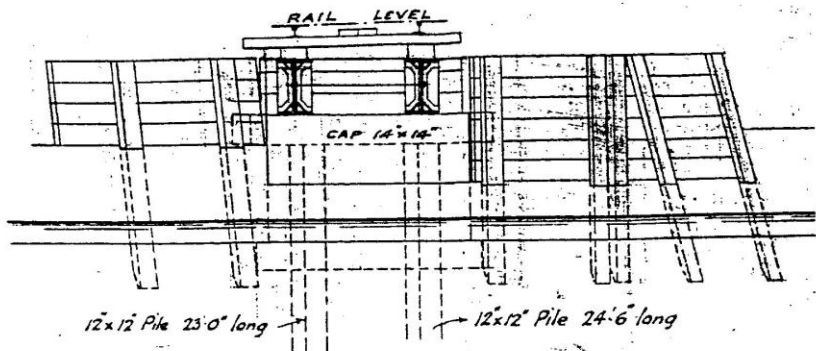 RAIL LEVEL
CAP 14"x14"
12"x12" Pile 23'.0" long
12"x12" Pile 24'.6" long